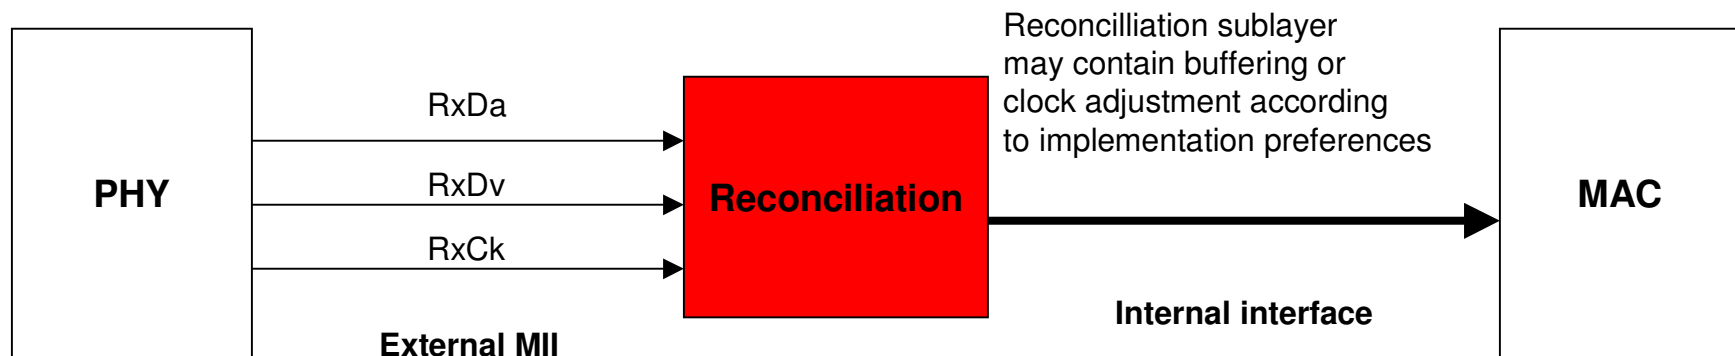 Reconcilliation sublayer
may contain buffering or
clock adjustment according
to implementation preferences
RxDa
PHY
RxDv
Reconciliation
MAC
RxCk
Internal interface
External MII